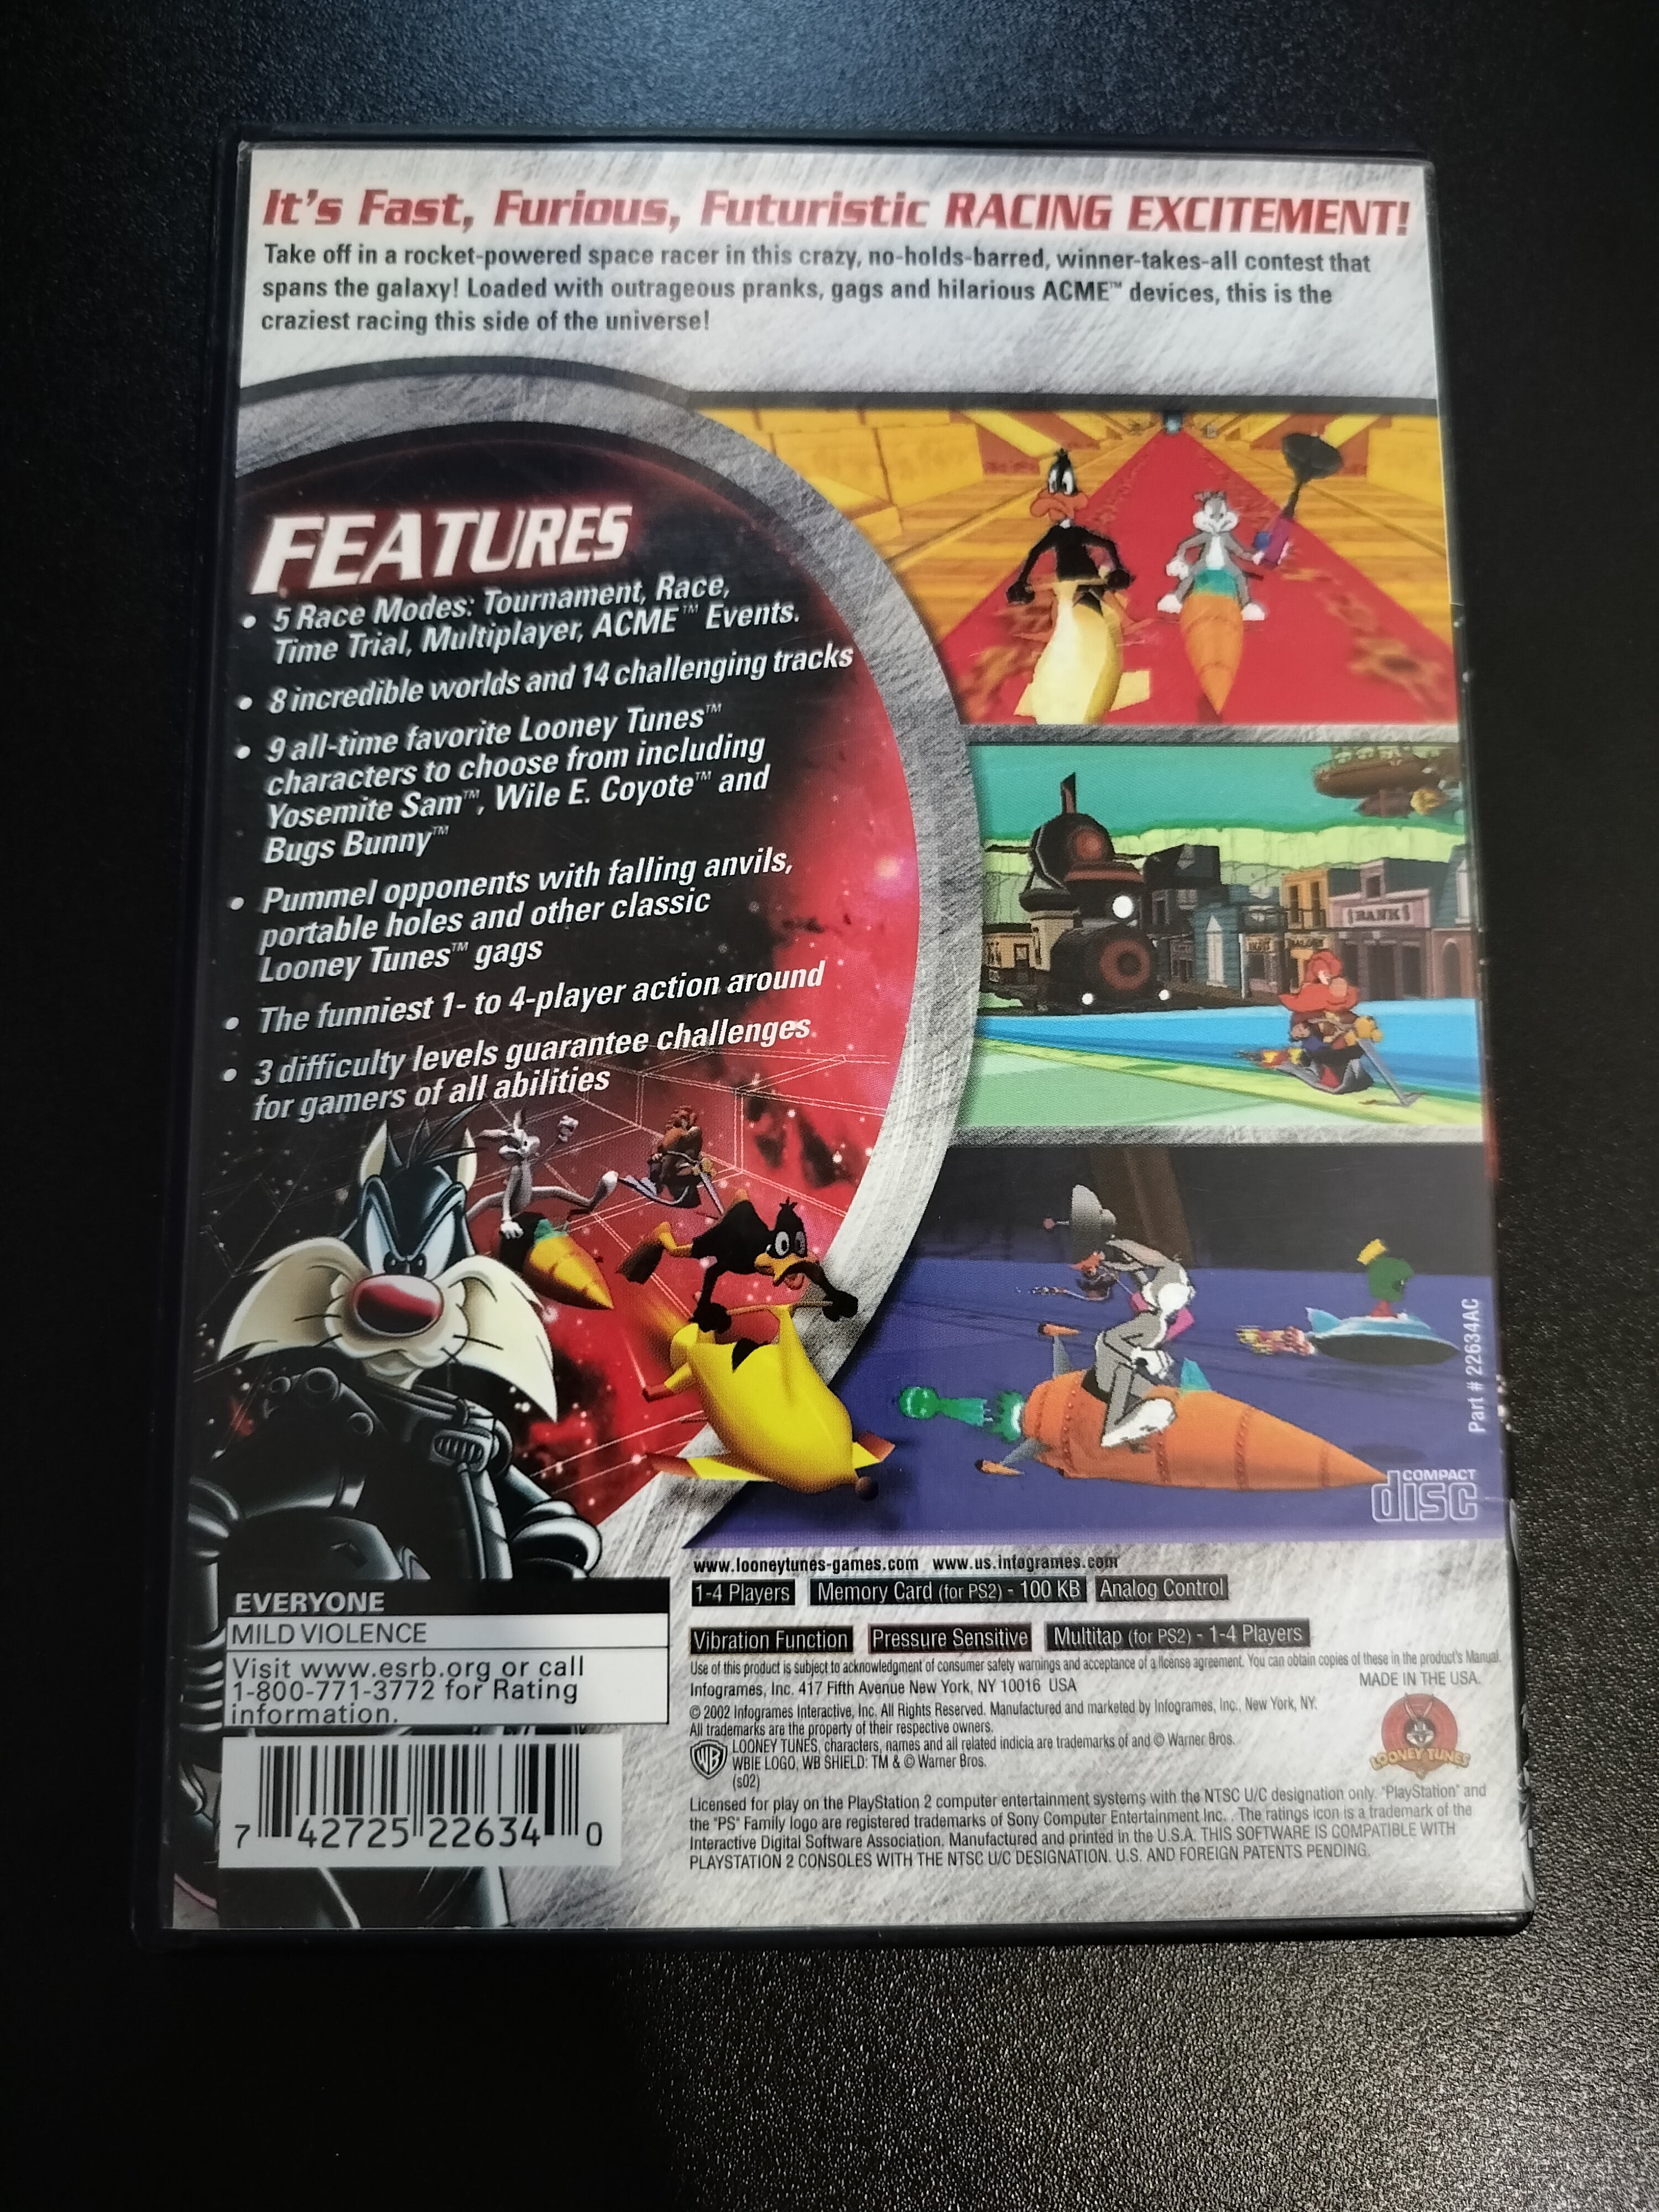 It's Fast, Furious, Futuristic RACING EXCITEMENT!
Take off in a rocket-powered space racer in this crazy, no-holds-barred, winner-takes-all contest that
spans the galaxy! Loaded with outrageous pranks, gags and hilarious ACME™ devices, this is the
craziest racing this side of the universe!
FEATURES
• 5 Race Modes: Tournament, Race,
Time Trial, Multiplayer, ACME™ Events.
• 8 incredible worlds and 14 challenging tracks
• 9 all-time favorite Looney Tunes™
characters to choose from including
Yosemite Sam™, Wile E. Coyote™ and
Bugs Bunny™
• Pummel opponents with falling anvils,
portable holes and other classic
Looney Tunes™ gags
• The funniest 1- to 4-player action around
• 3 difficulty levels guarantee challenges
for gamers of all abilities
$BANK$
Part # 22634AC
COMPACT
disc
www.looneytunes-games.com www.us.infogrames.com
1-4 Players Memory Card (for PS2) - 100 KB Analog Control
Vibration Function Pressure Sensitive Multitap (for PS2) - 1-4 Players
EVERYONE
MILD VIOLENCE
Visit www.esrb.org or call
1-800-771-3772 for Rating
information.
7 42725 22634 0
Use of this product is subject to acknowledgment of consumer safety warnings and acceptance of a license agreement. You can obtain copies of these in the product's Manual.
Infogrames, Inc. 417 Fifth Avenue New York, NY 10016 USA
MADE IN THE USA.
© 2002 Infogrames Interactive, Inc. All Rights Reserved. Manufactured and marketed by Infogrames, Inc., New York, NY.
All trademarks are the property of their respective owners.
WB
LOONEY TUNES, characters, names and all related indicia are trademarks of and © Warner Bros.
WBIE LOGO, WB SHIELD: TM & © Warner Bros.
(s02)
LOONEY TUNES
Licensed for play on the PlayStation 2 computer entertainment systems with the NTSC U/C designation only. "PlayStation" and
the "PS" Family logo are registered trademarks of Sony Computer Entertainment Inc. . The ratings icon is a trademark of the
Interactive Digital Software Association. Manufactured and printed in the U.S.A. THIS SOFTWARE IS COMPATIBLE WITH
PLAYSTATION 2 CONSOLES WITH THE NTSC U/C DESIGNATION. U.S. AND FOREIGN PATENTS PENDING.